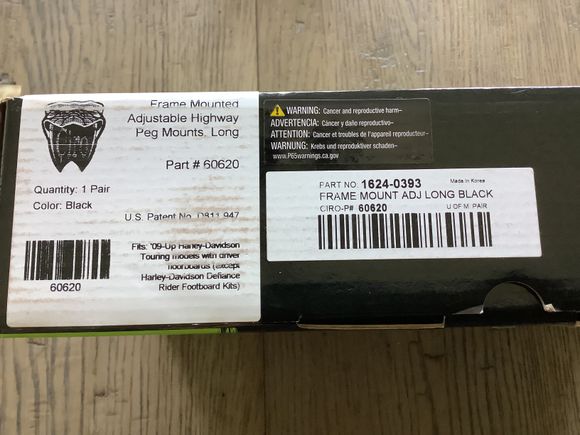 Frame Mounted
Adjustable Highway
Peg Mounts, Long
Part # 60620
Quantity: 1 Pair
Color: Black
U.S. Patent No. D811,947
60620
Fits: '09-Up Harley-Davidson
Touring models with driver
floorboards (except
Harley-Davidson Defiance
Rider Footboard Kits)
WARNING: Cancer and reproductive harm-
ADVERTENCIA: Cáncer y daño reproductivo-
ATTENTION: Cancer et troubles de l'appareil reproducteur-
WARNUNG: Krebs und reproduktiver schaden-
www.P65warnings.ca.gov
PART NO: 1624-0393
Made in Korea
FRAME MOUNT ADJ LONG BLACK
CIRO-P# 60620
U OF M: PAIR